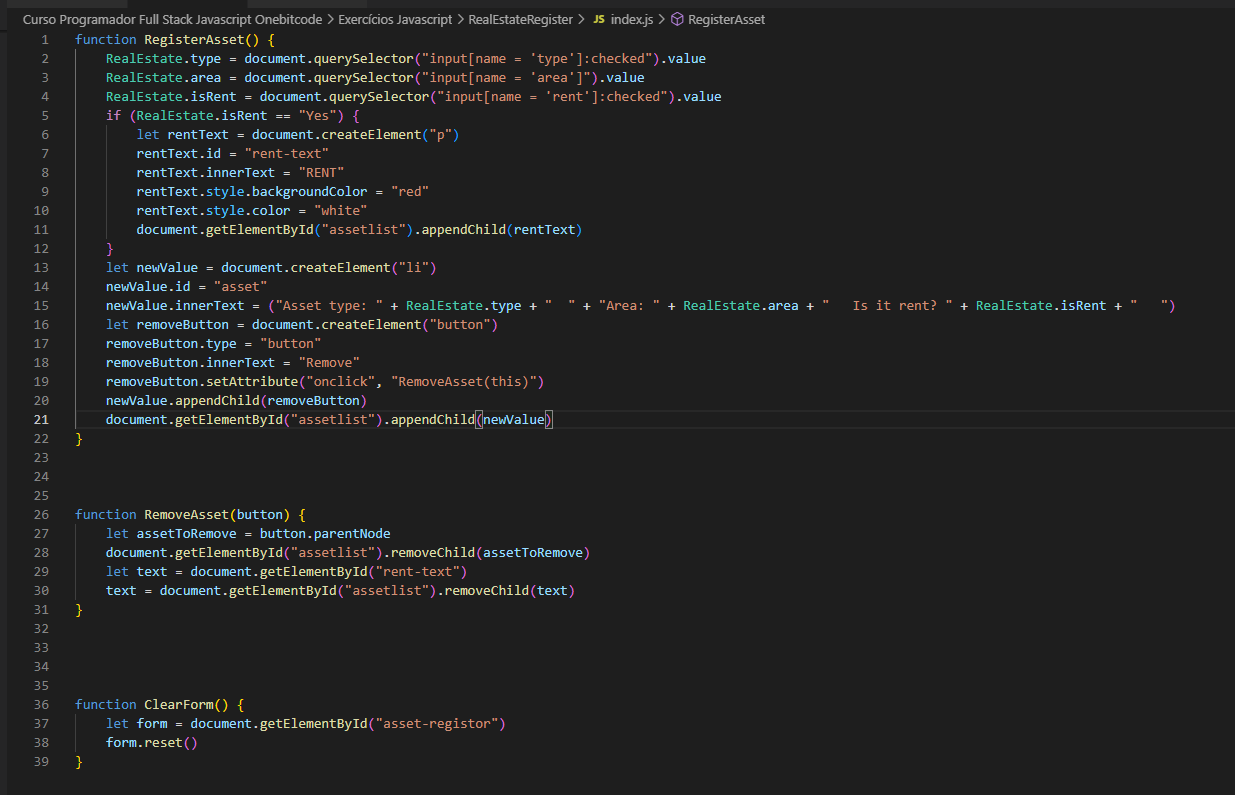 Curso Programador Full Stack Javascript Onebitcode > Exercícios Javascript > RealEstateRegister > JS index.js > RegisterAsset
1 function RegisterAsset() {
2     RealEstate.type = document.querySelector("input[name = 'type']:checked").value
3     RealEstate.area = document.querySelector("input[name = 'area']").value
4     RealEstate.isRent = document.querySelector("input[name = 'rent']:checked").value
5     if (RealEstate.isRent == "Yes") {
6         let rentText = document.createElement("p")
7         rentText.id = "rent-text"
8         rentText.innerText = "RENT"
9         rentText.style.backgroundColor = "red"
10         rentText.style.color = "white"
11         document.getElementById("assetlist").appendChild(rentText)
12     }
13     let newValue = document.createElement("li")
14     newValue.id = "asset"
15     newValue.innerText = ("Asset type: " + RealEstate.type + "  " + "Area: " + RealEstate.area + "   Is it rent? " + RealEstate.isRent + "   ")
16     let removeButton = document.createElement("button")
17     removeButton.type = "button"
18     removeButton.innerText = "Remove"
19     removeButton.setAttribute("onclick", "RemoveAsset(this)")
20     newValue.appendChild(removeButton)
21     document.getElementById("assetlist").appendChild(newValue)
22 }
23
24
25
26 function RemoveAsset(button) {
27     let assetToRemove = button.parentNode
28     document.getElementById("assetlist").removeChild(assetToRemove)
29     let text = document.getElementById("rent-text")
30     text = document.getElementById("assetlist").removeChild(text)
31 }
32
33
34
35
36 function ClearForm() {
37     let form = document.getElementById("asset-registor")
38     form.reset()
39 }